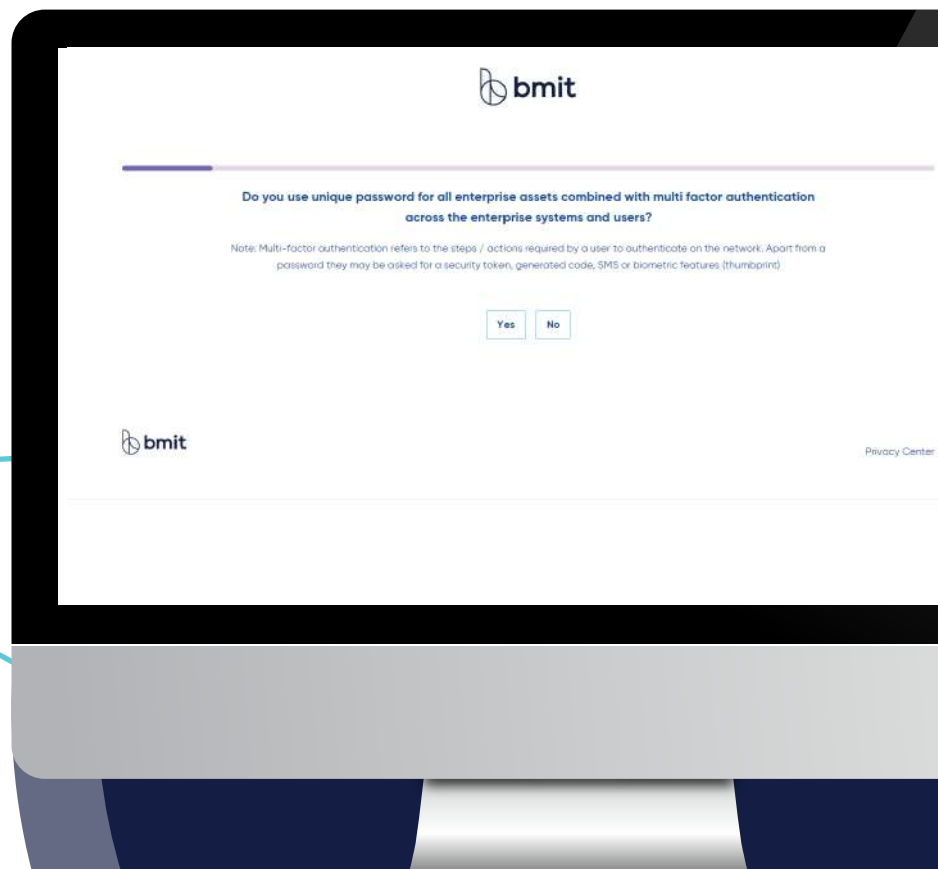 bmit
Do you use unique password for all enterprise assets combined with multi factor authentication
across the enterprise systems and users?
Note: Multi-factor authentication refers to the steps / actions required by a user to authenticate on the network. Apart from a
password they may be asked for a security token, generated code, SMS or biometric features (thumbprint)
Yes No
bmit
Privacy Center